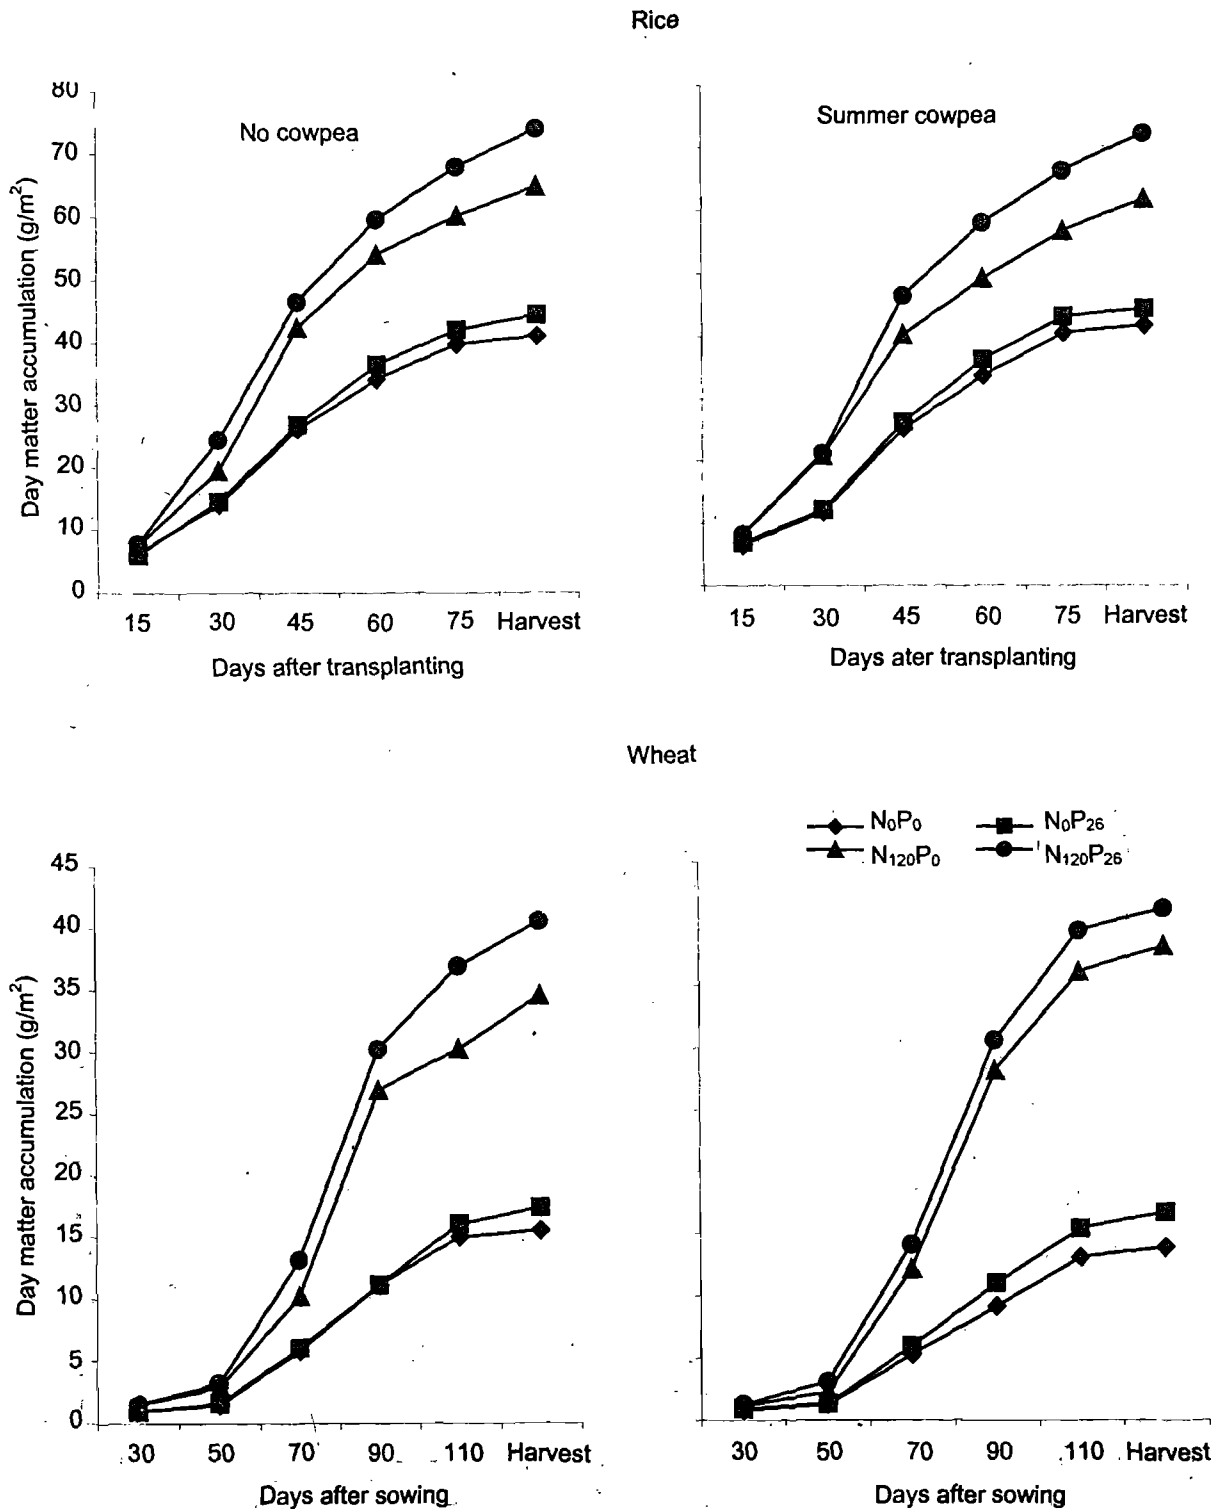 Rice
No cowpea
Day matter accumulation (g/m²)
80
70
60
50
40
30
20
10
0
15 30 45 60 75 Harvest
Days after transplanting
Summer cowpea
15 30 45 60 75 Harvest
Days ater transplanting
Wheat
N₀P₀ N₀P₂₆
N₁₂₀P₀ N₁₂₀P₂₆
Day matter accumulation (g/m²)
45
40
35
30
25
20
15
10
5
0
30 50 70 90 110 Harvest
Days after sowing
30 50 70 90 110 Harvest
Days after sowing